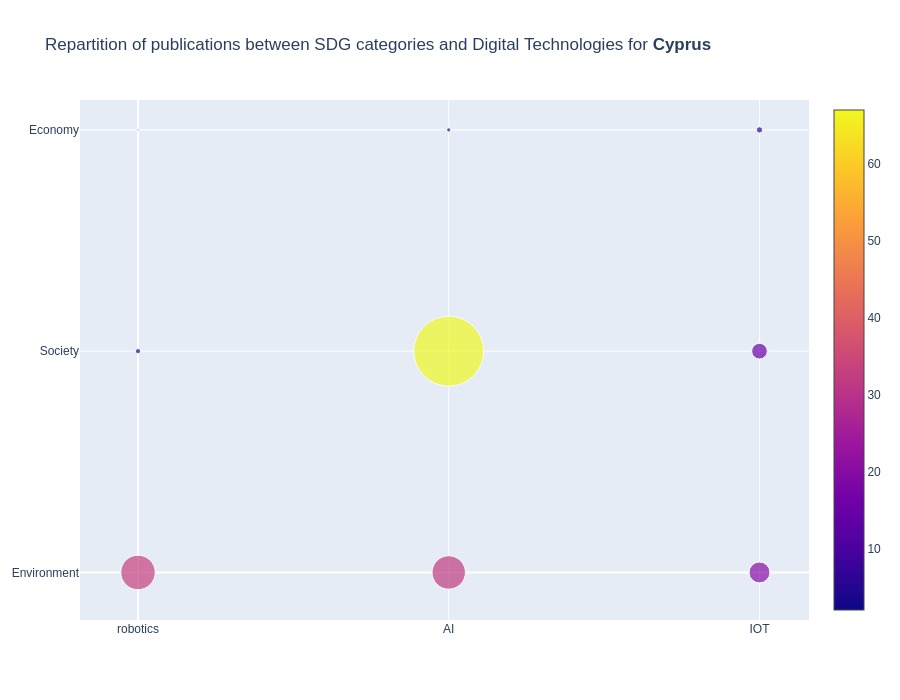 Repartition of publications between SDG categories and Digital Technologies for Cyprus
Economy
Society
Environment
robotics
AI
IOT
60
50
40
30
20
10